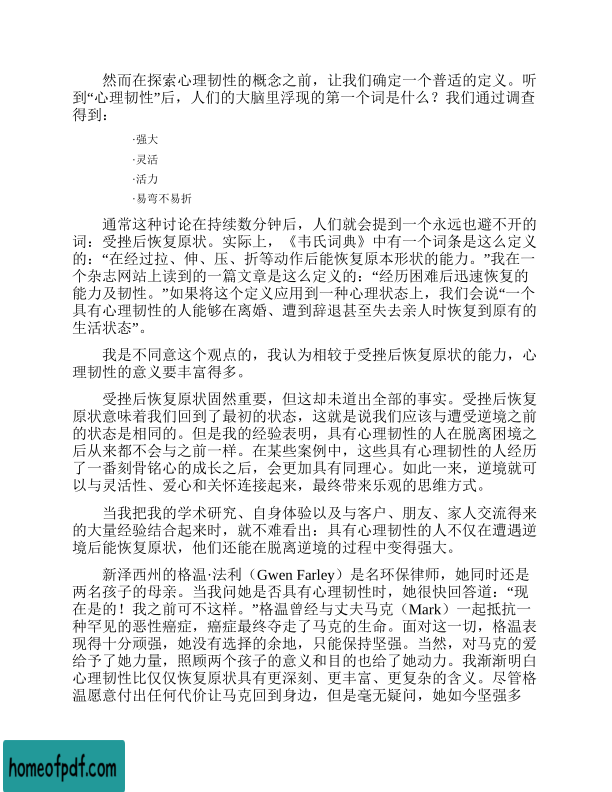 然而在探索心理韧性的概念之前，让我们确定一个普适的定义。听
到“心理韧性”后，人们的大脑里浮现的第一个词是什么？我们通过调查
得到：
·强大
·灵活
·活力
·易弯不易折
通常这种讨论在持续数分钟后，人们就会提到一个永远也避不开的
词：受挫后恢复原状。实际上，《韦氏词典》中有一个词条是这么定义
的：“在经过拉、伸、压、折等动作后能恢复原本形状的能力。”我在一
个杂志网站上读到的一篇文章是这么定义的：“经历困难后迅速恢复的
能力及韧性。”如果将这个定义应用到一种心理状态上，我们会说“一个
具有心理韧性的人能够在离婚、遭到辞退甚至失去亲人时恢复到原有的
生活状态”。
我是不同意这个观点的，我认为相较于受挫后恢复原状的能力，心
理韧性的意义要丰富得多。
受挫后恢复原状固然重要，但这却未道出全部的事实。受挫后恢复
原状意味着我们回到了最初的状态，这就是说我们应该与遭受逆境之前
的状态是相同的。但是我的经验表明，具有心理韧性的人在脱离困境之
后从来都不会与之前一样。在某些案例中，这些具有心理韧性的人经历
了一番刻骨铭心的成长之后，会更加具有同理心。如此一来，逆境就可
以与灵活性、爱心和关怀连接起来，最终带来乐观的思维方式。
当我把我的学术研究、自身体验以及与客户、朋友、家人交流得来
的大量经验结合起来时，就不难看出：具有心理韧性的人不仅在遭遇逆
境后能恢复原状，他们还能在脱离逆境的过程中变得强大。
新泽西州的格温·法利（Gwen Farley）是名环保律师，她同时还是
两名孩子的母亲。当我问她是否具有心理韧性时，她很快回答道：“现
在是的！我之前可不这样。”格温曾经与丈夫马克（Mark）一起抵抗一
种罕见的恶性癌症，癌症最终夺走了马克的生命。面对这一切，格温表
现得十分顽强，她没有选择的余地，只能保持坚强。当然，对马克的爱
给予了她力量，照顾两个孩子的意义和目的也给了她动力。我渐渐明白
心理韧性比仅仅恢复原状具有更深刻、更丰富、更复杂的含义。尽管格
温愿意付出任何代价让马克回到身边，但是毫无疑问，她如今坚强多
homeofpdf.com